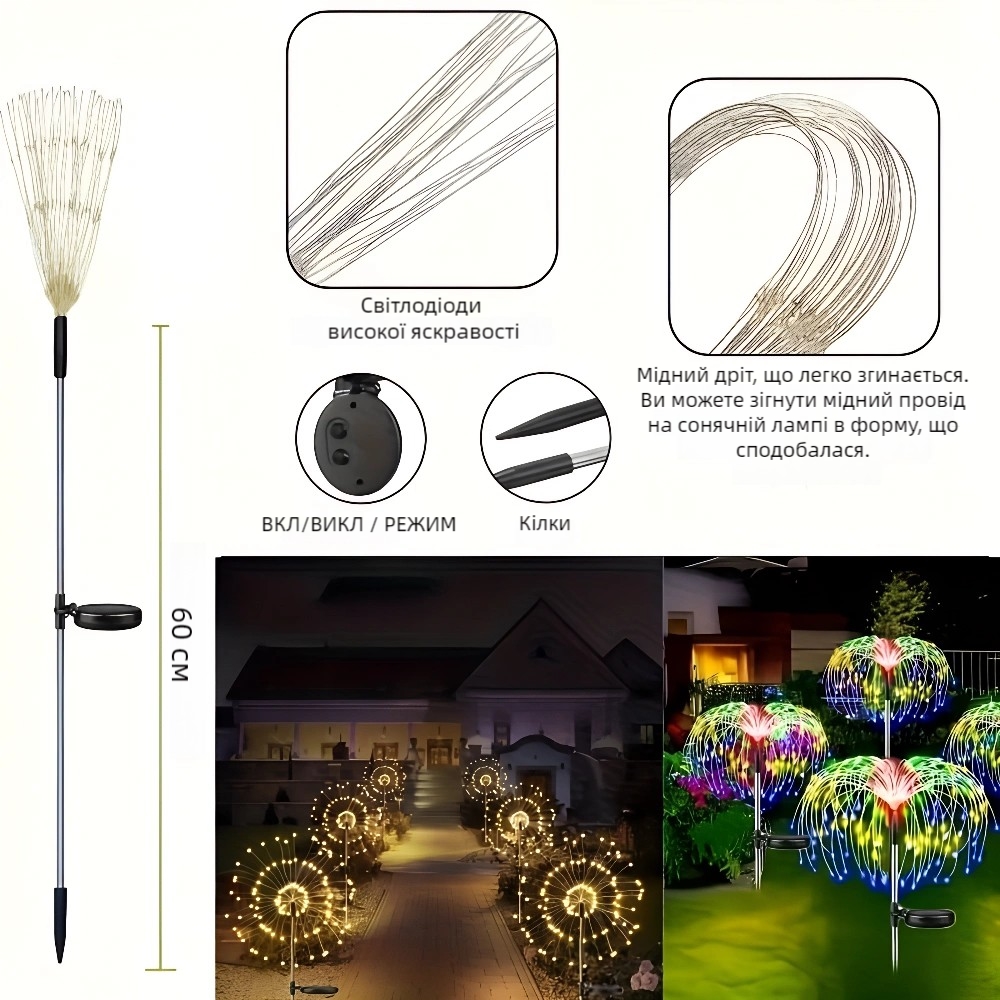 Світлодіоди
високої яскравості
Мідний дріт, що легко згинається.
Ви можете зігнути мідний провід
на сонячній лампі в форму, що
сподобалася.
ВКЛ/ВИКЛ / РЕЖИМ
Кілки
60 см